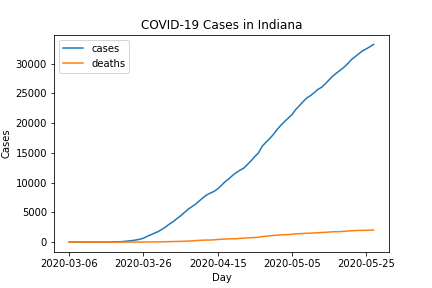 COVID-19 Cases in Indiana
cases
deaths
30000
25000
20000
15000
10000
5000
0
Cases
2020-03-06 2020-03-26 2020-04-15 2020-05-05 2020-05-25
Day